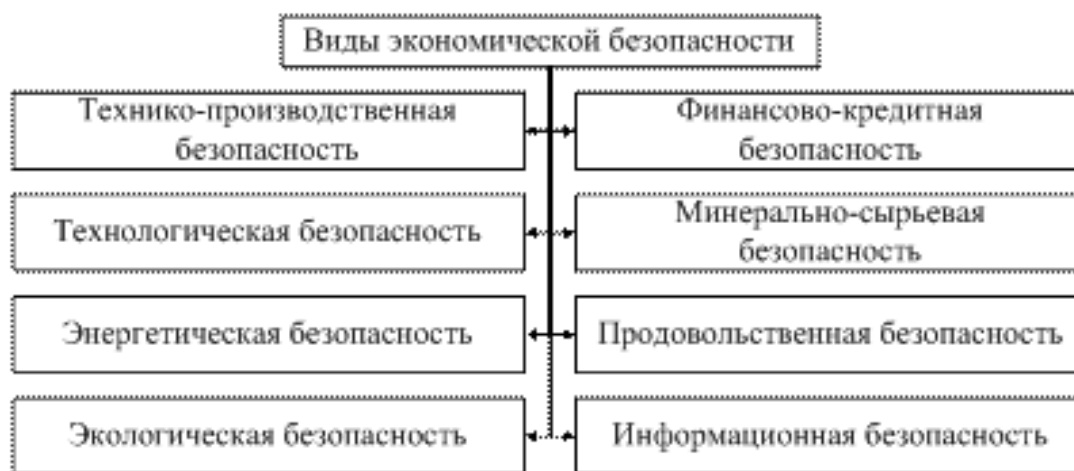 Виды экономической безопасности
Технико-производственная
безопасность
Финансово-кредитная
безопасность
Технологическая безопасность
Минерально-сырьевая
безопасность
Энергетическая безопасность
Продовольственная безопасность
Экологическая безопасность
Информационная безопасность